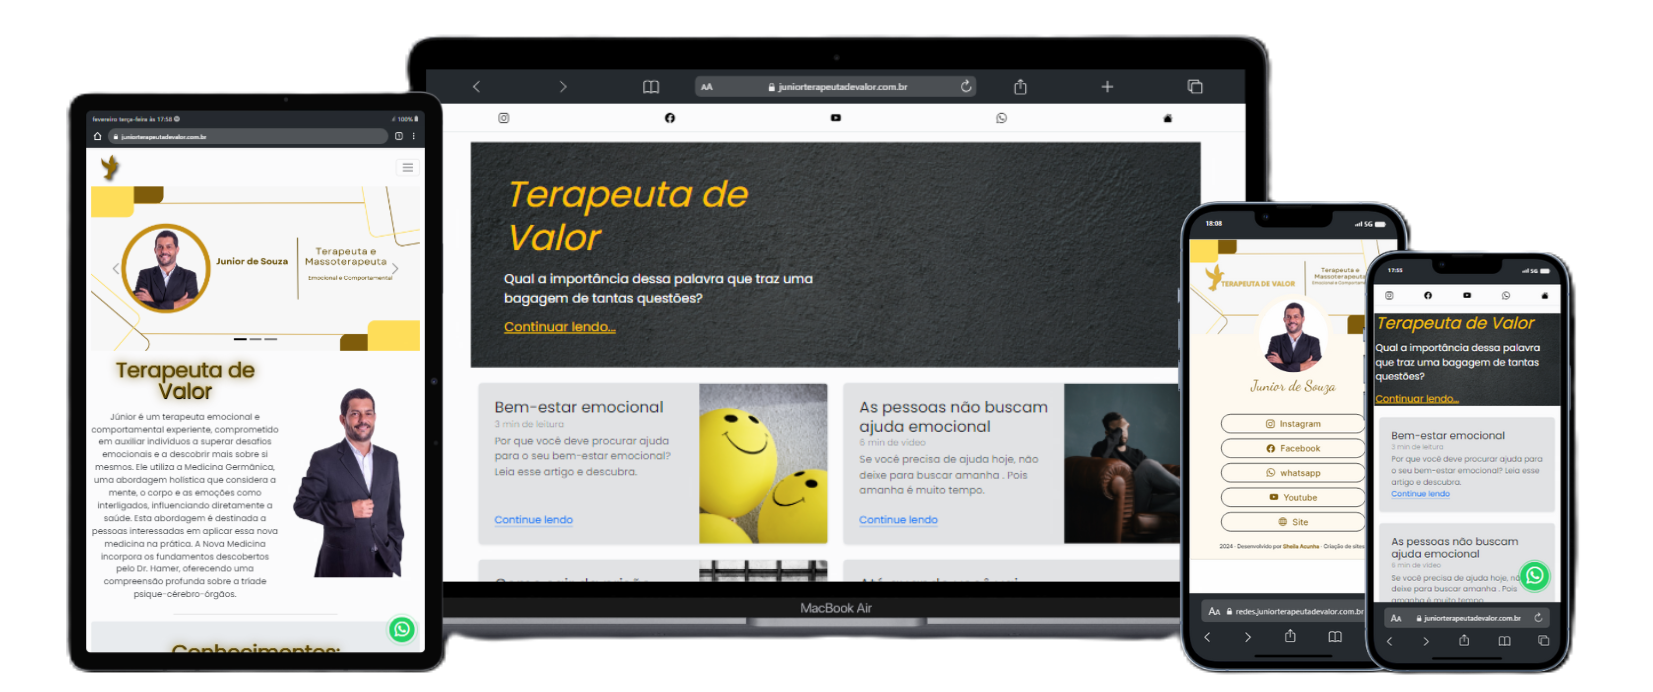 fevereiro terça-feira às 17:58
100%
juniorterapeutadevalor.com.br
Junior de Souza
Terapeuta e
Massoterapeuta
Emocional e Comportamental
Terapeuta de
Valor
Júnior é um terapeuta emocional e
comportamental experiente, comprometido
em auxiliar indivíduos a superar desafios
emocionais e a descobrir mais sobre si
mesmos. Ele utiliza a Medicina Germânica,
uma abordagem holística que considera a
mente, o corpo e as emoções como
interligados, influenciando diretamente a
saúde. Esta abordagem é destinada a
pessoas interessadas em aplicar essa nova
medicina na prática. A Nova Medicina
incorpora os fundamentos descobertos
pelo Dr. Hamer, oferecendo uma
compreensão profunda sobre a tríade
psique-cérebro-órgãos.
Conhecimentos:
AA
juniorterapeutadevalor.com.br
Terapeuta de
Valor
Qual a importância dessa palavra que traz uma
bagagem de tantas questões?
Continuar lendo...
Bem-estar emocional
3 min de leitura
Por que você deve procurar ajuda
para o seu bem-estar emocional?
Leia esse artigo e descubra.
Continue lendo
As pessoas não buscam
ajuda emocional
6 min de vídeo
Se você precisa de ajuda hoje, não
deixe para buscar amanha . Pois
amanha é muito tempo.
Continue lendo
MacBook Air
18:08
5G
TERAPEUTA DE VALOR
Terapeuta e
Massoterapeuta
Emocional e Comportamental
Junior de Souza
Instagram
Facebook
whatsapp
Youtube
Site
2024 - Desenvolvido por Sheila Asunha - Criação de sites
AA
redes.juniorterapeutadevalor.com.br
17:55
5G
Terapeuta de Valor
Qual a importância dessa palavra
que traz uma bagagem de tantas
questões?
Continuar lendo...
Bem-estar emocional
3 min de leitura
Por que você deve procurar ajuda para
o seu bem-estar emocional? Leia esse
artigo e descubra.
Continue lendo
As pessoas não buscam
ajuda emocional
6 min de vídeo
Se você precisa de ajuda hoje,
deixe para buscar amanha . Pois
amanha é muito tempo.
AA
juniorterapeutadevalor.com.br